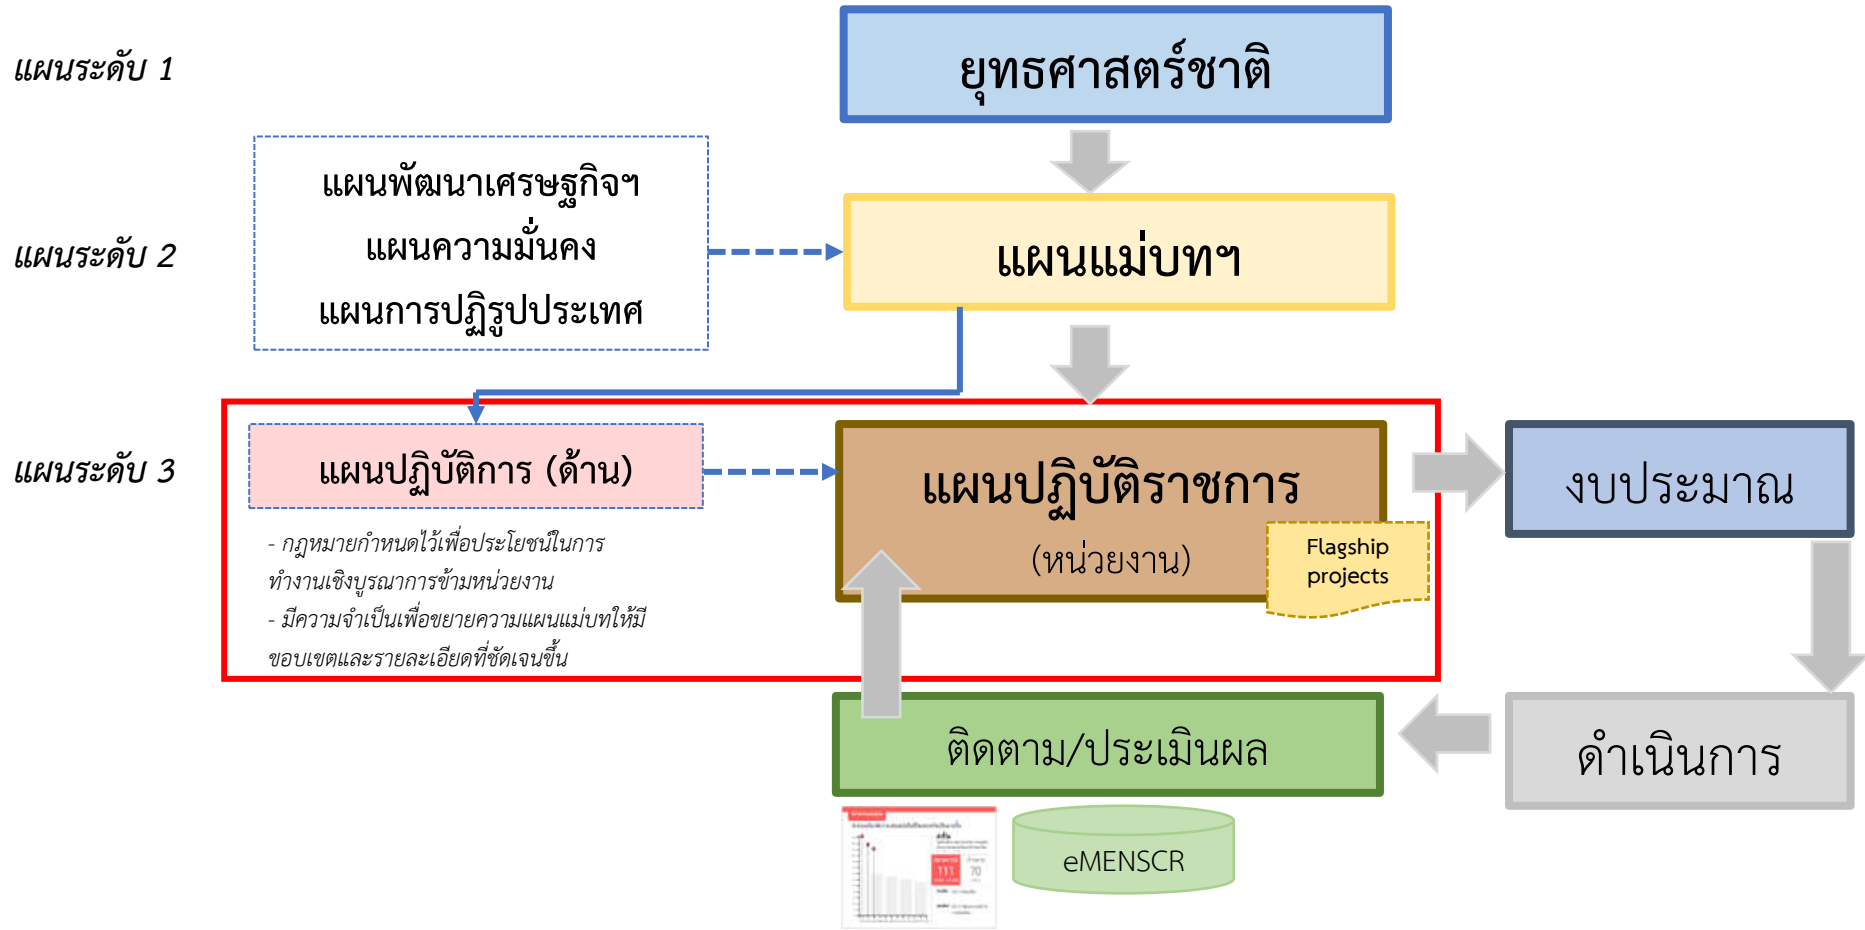 แผนระดับ 1
ยุทธศาสตร์ชาติ
แผนระดับ 2
แผนพัฒนาเศรษฐกิจฯ
แผนความมั่นคง
แผนการปฏิรูปประเทศ
แผนแม่บทฯ
แผนระดับ 3
แผนปฏิบัติการ (ด้าน)
- กฎหมายกำหนดไว้เพื่อประโยชน์ในการ
ทำงานเชิงบูรณาการข้ามหน่วยงาน
- มีความจำเป็นเพื่อขยายความแผนแม่บทให้มี
ขอบเขตและรายละเอียดที่ชัดเจนขึ้น
แผนปฏิบัติราชการ
(หน่วยงาน)
Flagship
projects
งบประมาณ
ติดตาม/ประเมินผล
ดำเนินการ
111
70
eMENSCR